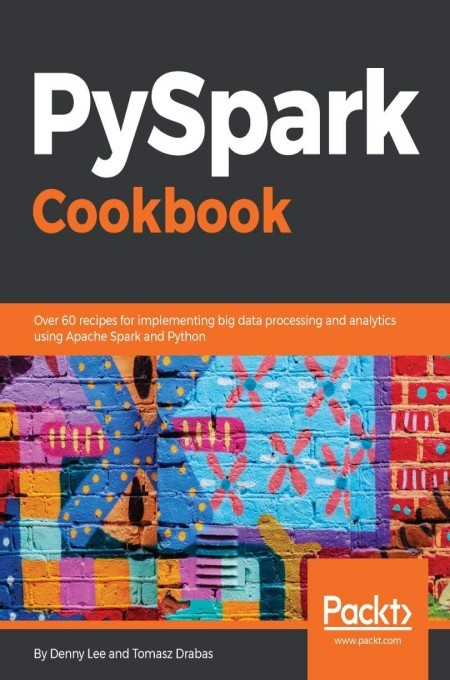 PySpark
Cookbook
Over 60 recipes for implementing big data processing and analytics
using Apache Spark and Python
Packt>
www.packt.com
By Denny Lee and Tomasz Drabas